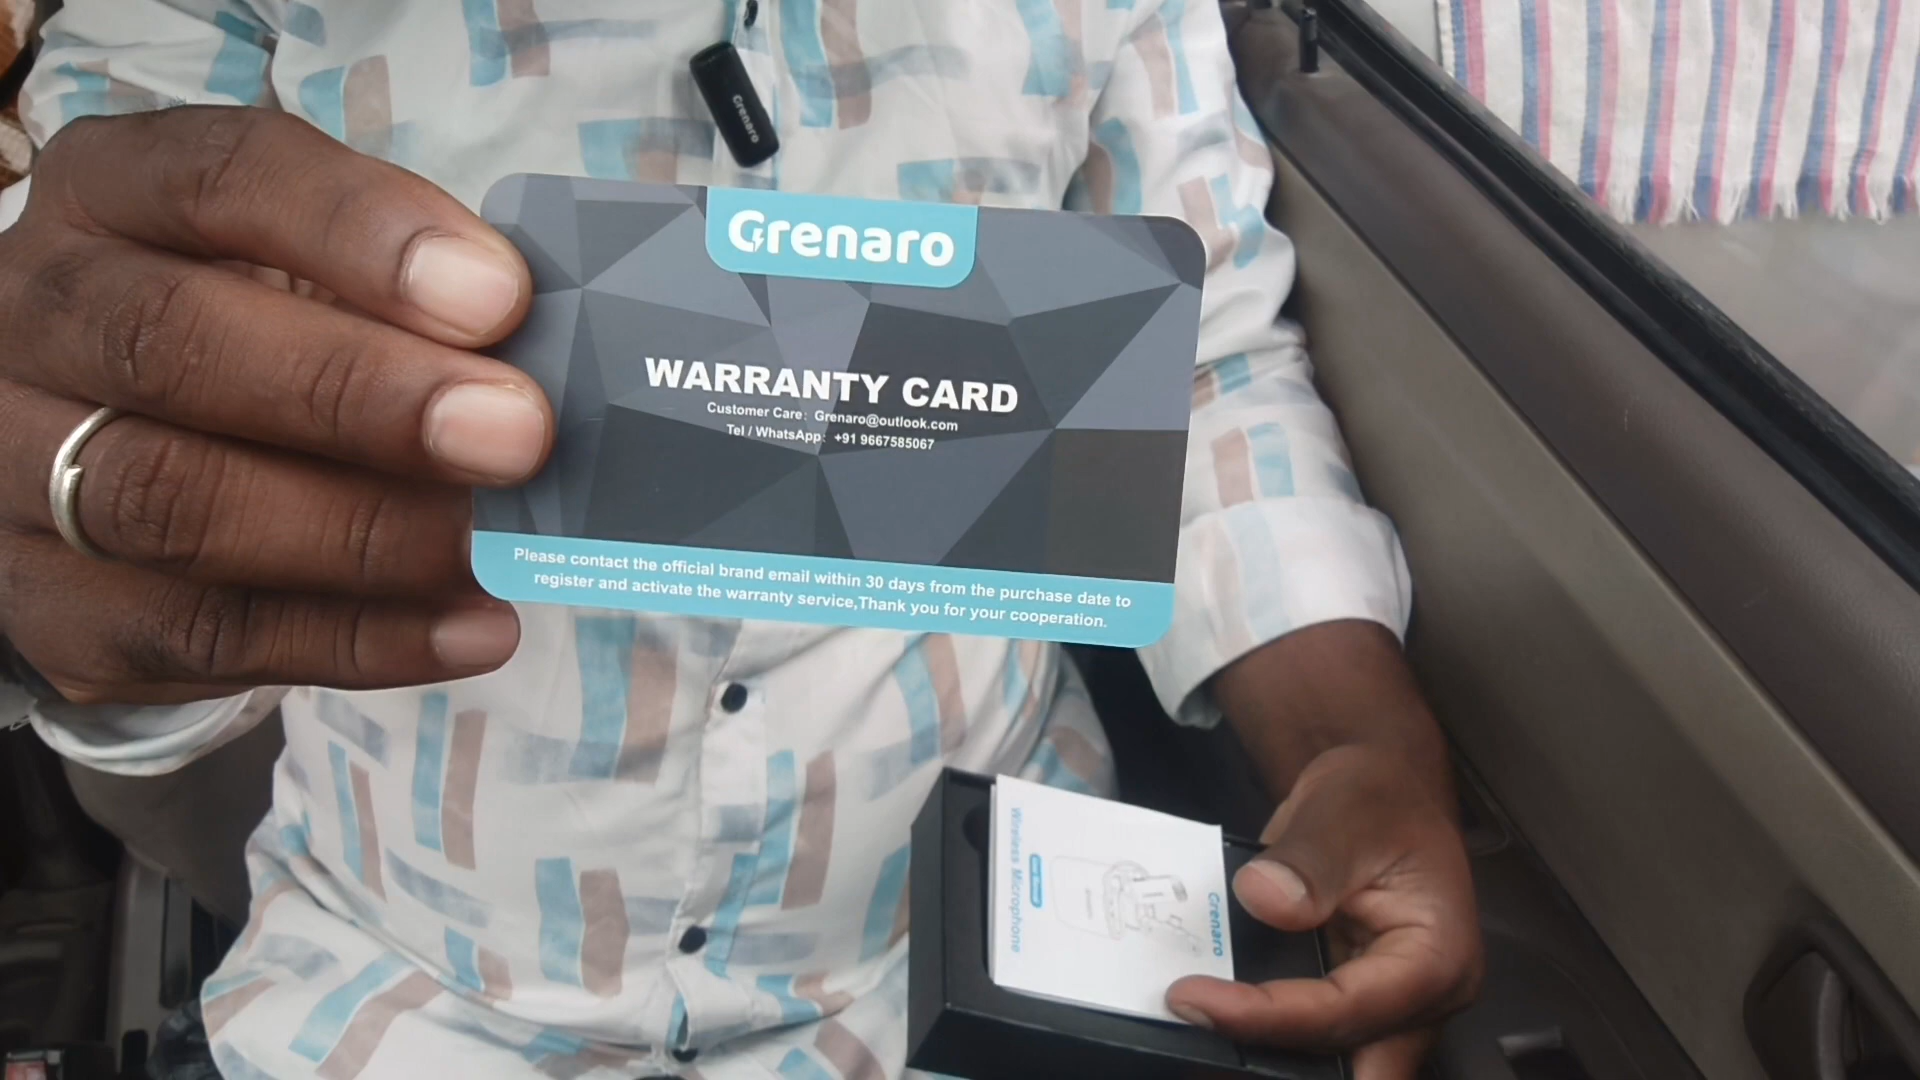 Grenaro
Grenaro
WARRANTY CARD
Customer Care: Grenaro@outlook.com
Tel / WhatsApp: +91 9667585067
Please contact the official brand email within 30 days from the purchase date to
register and activate the warranty service,Thank you for your cooperation.
Grenaro
Wireless Microphone